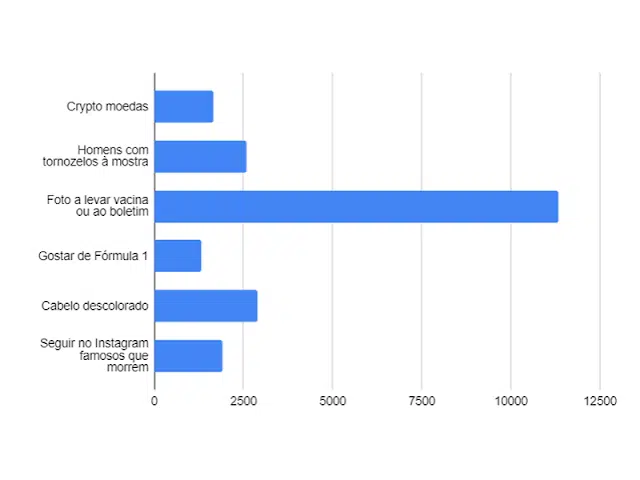 Crypto moedas
Homens com
tornozelos à mostra
Foto a levar vacina
ou ao boletim
Gostar de Fórmula 1
Cabelo descolorado
Seguir no Instagram
famosos que
morrem
0
2500
5000
7500
10000
12500